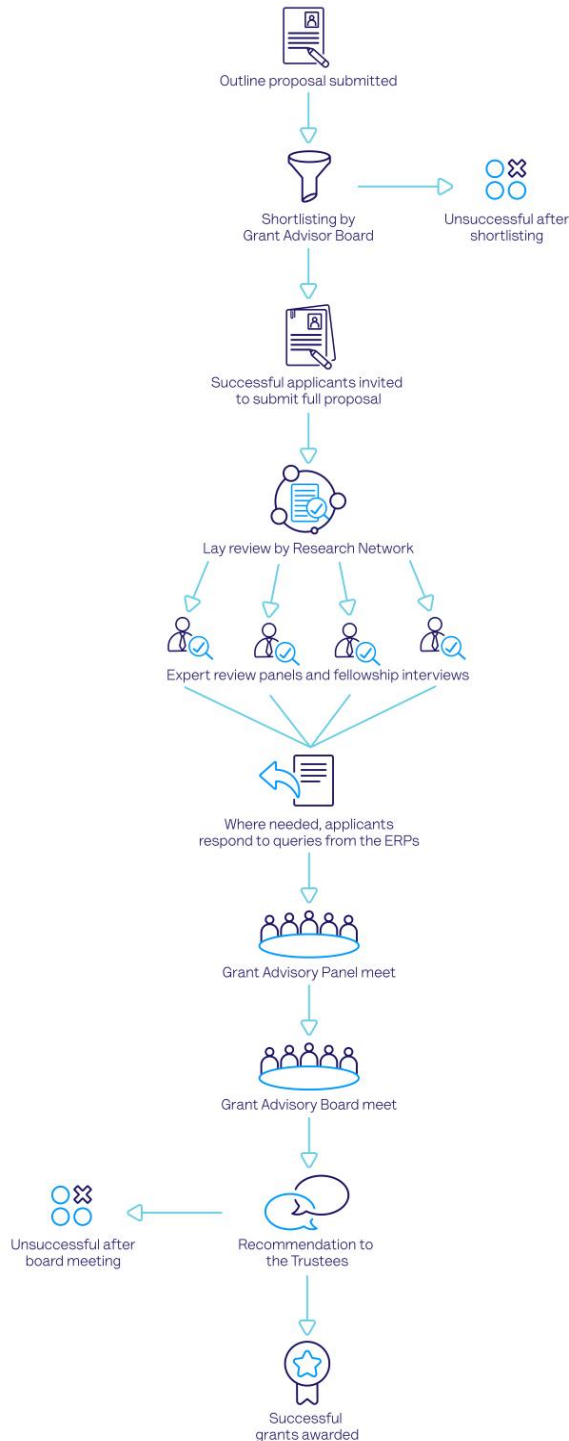 Outline proposal submitted
Shortlisting by
Grant Advisor Board
Unsuccessful after
shortlisting
Successful applicants invited
to submit full proposal
Lay review by Research Network
Expert review panels and fellowship interviews
Where needed, applicants
respond to queries from the ERPs
Grant Advisory Panel meet
Grant Advisory Board meet
Unsuccessful after
board meeting
Recommendation to
the Trustees
Successful
grants awarded